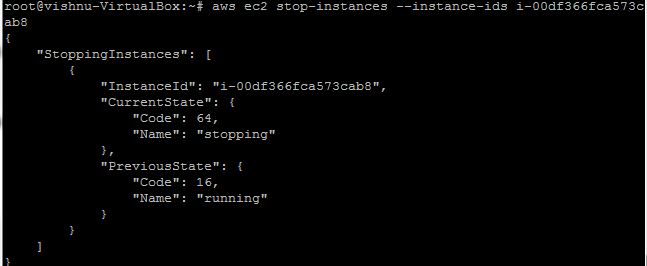 root@vishnu-VirtualBox:~# aws ec2 stop-instances --instance-ids i-00df366fca573c
ab8
{
    "StoppingInstances": [
        {
            "InstanceId": "i-00df366fca573cab8",
            "CurrentState": {
                "Code": 64,
                "Name": "stopping"
            },
            "PreviousState": {
                "Code": 16,
                "Name": "running"
            }
        }
    ]
}